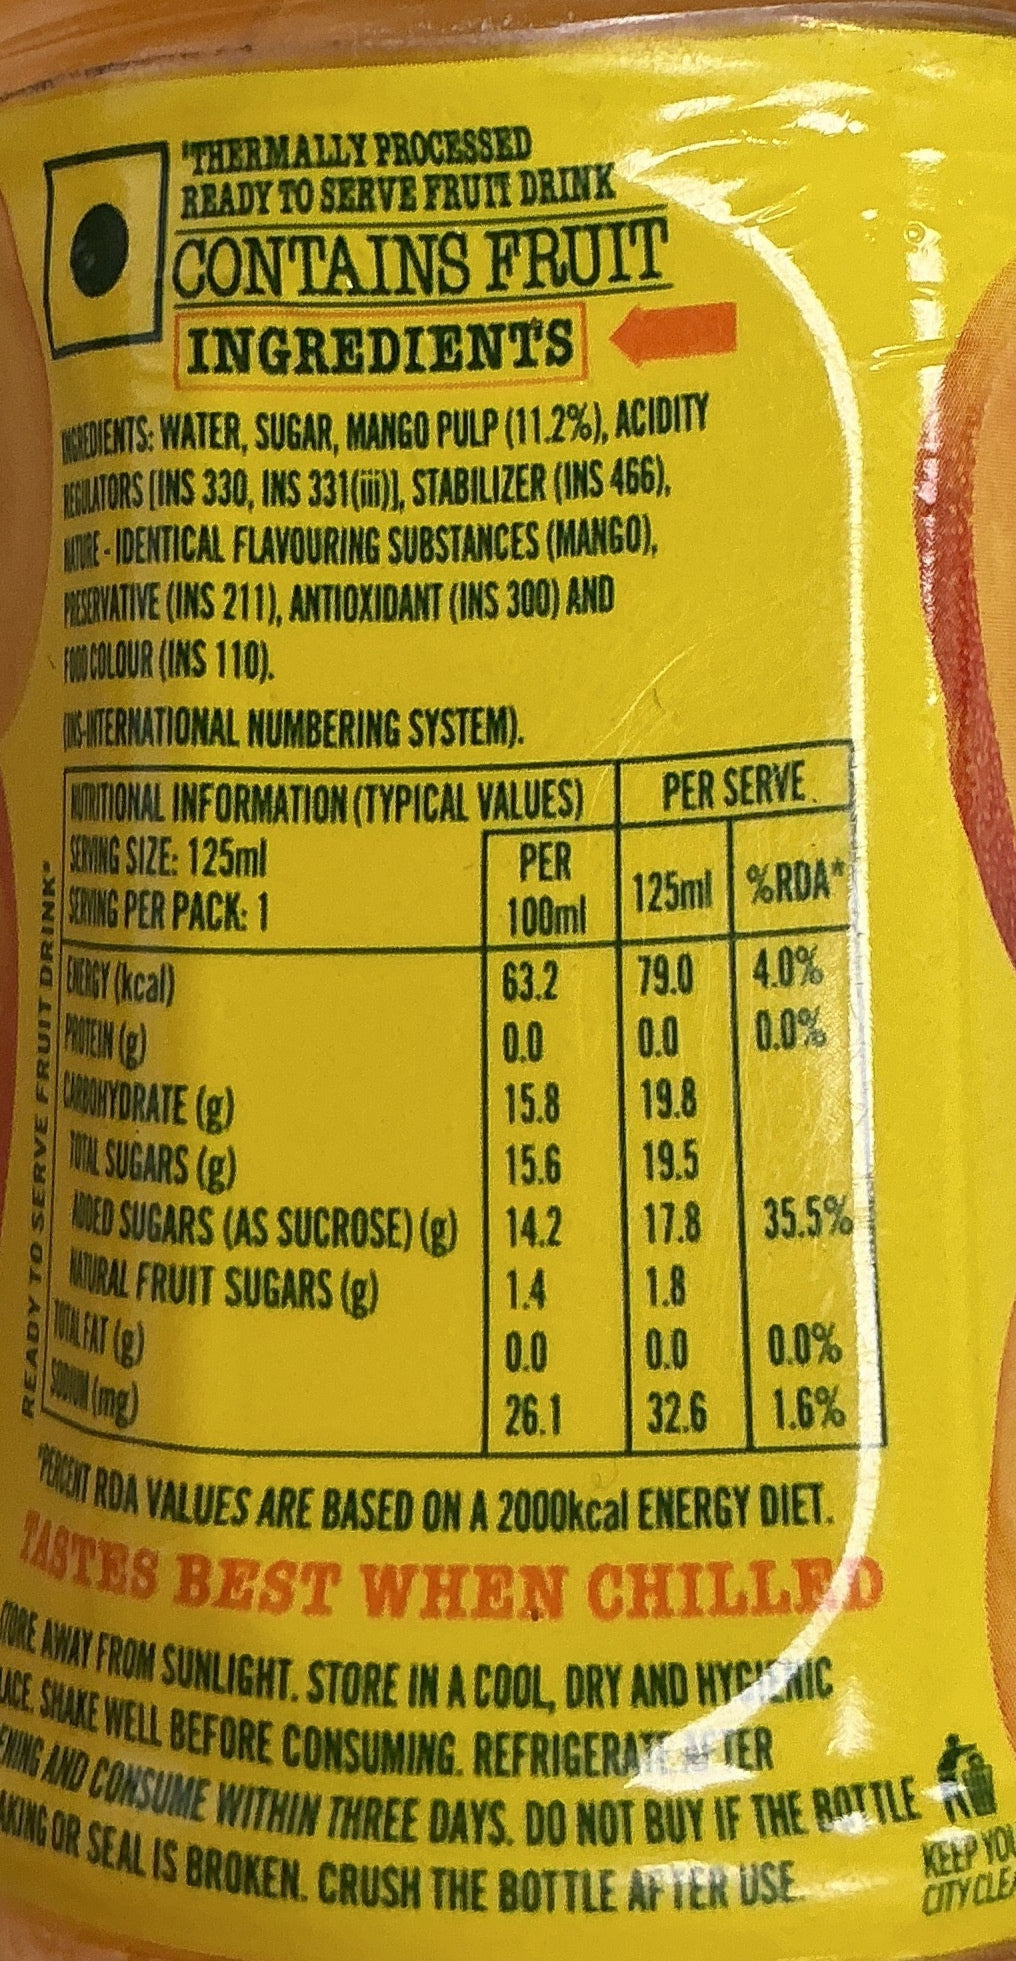 *THERMALLY PROCESSED
READY TO SERVE FRUIT DRINK
CONTAINS FRUIT
INGREDIENTS
INGREDIENTS: WATER, SUGAR, MANGO PULP (11.2%), ACIDITY
REGULATORS [INS 330, INS 331(iii)], STABILIZER (INS 466),
NATURE - IDENTICAL FLAVOURING SUBSTANCES (MANGO),
PRESERVATIVE (INS 211), ANTIOXIDANT (INS 300) AND
FOOD COLOUR (INS 110).
(INS-INTERNATIONAL NUMBERING SYSTEM).
NUTRITIONAL INFORMATION (TYPICAL VALUES) PER SERVE
SERVING SIZE: 125ml PER
SERVING PER PACK: 1 100ml 125ml %RDA*
ENERGY (kcal) 63.2 79.0 4.0%
PROTEIN (g) 0.0 0.0 0.0%
CARBOHYDRATE (g) 15.8 19.8
TOTAL SUGARS (g) 15.6 19.5
ADDED SUGARS (AS SUCROSE) (g) 14.2 17.8 35.5%
NATURAL FRUIT SUGARS (g) 1.4 1.8
TOTAL FAT (g) 0.0 0.0 0.0%
SODIUM (mg) 26.1 32.6 1.6%
READY TO SERVE FRUIT DRINK*
*PERCENT RDA VALUES ARE BASED ON A 2000kcal ENERGY DIET.
TASTES BEST WHEN CHILLED
STORE AWAY FROM SUNLIGHT. STORE IN A COOL, DRY AND HYGIENIC
LACE. SHAKE WELL BEFORE CONSUMING. REFRIGERATE AFTER
ENING AND CONSUME WITHIN THREE DAYS. DO NOT BUY IF THE BOTTLE
AKING OR SEAL IS BROKEN. CRUSH THE BOTTLE AFTER USE.
KEEP YOU
CITY CLEA